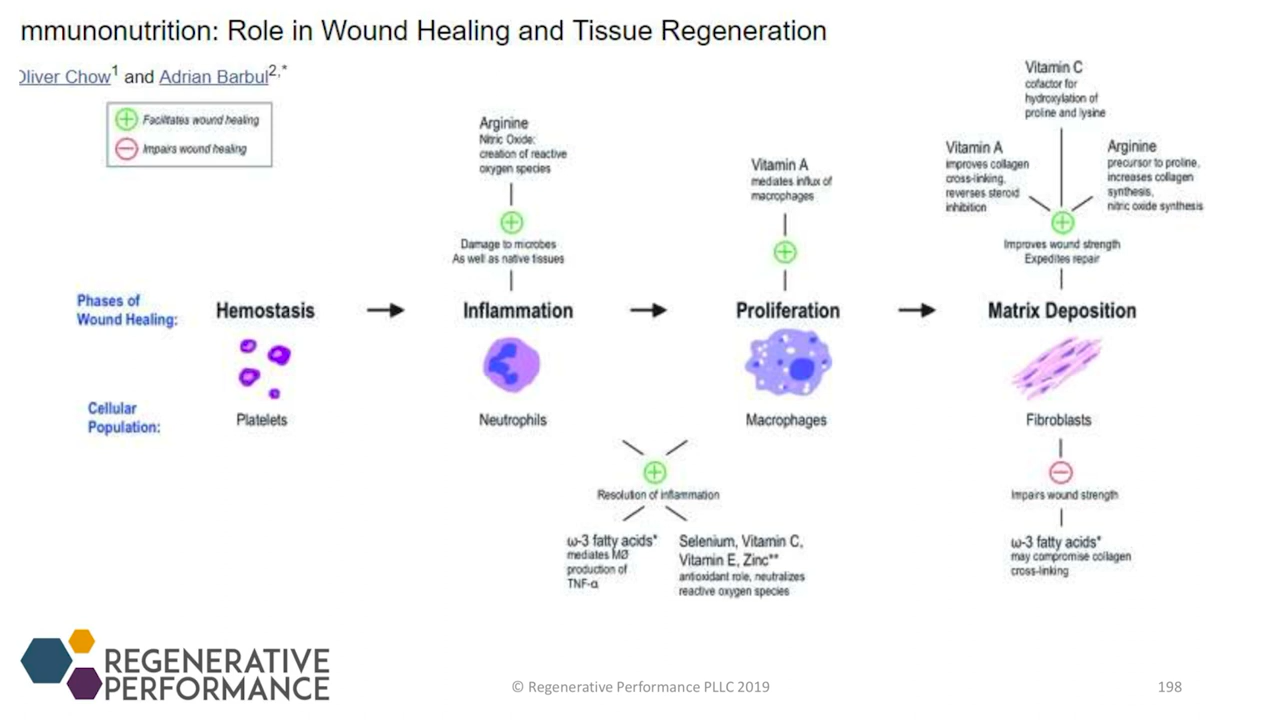 mmunonutrition: Role in Wound Healing and Tissue Regeneration
Oliver Chow1 and Adrian Barbul2,*
Facilitates wound healing
Impairs wound healing
Arginine
Nitric Oxide:
creation of reactive
oxygen species
Damage to microbes
As well as native tissues
Vitamin A
mediates influx of
macrophages
Vitamin C
cofactor for
hydroxylation of
proline and lysine
Vitamin A
improves collagen
cross-linking,
reverses steroid
inhibition
Arginine
precursor to proline,
increases collagen
synthesis,
nitric oxide synthesis
Improves wound strength
Expedites repair
Phases of
Wound Healing:
Hemostasis
Inflammation
Proliferation
Matrix Deposition
Cellular
Population:
Platelets
Neutrophils
Macrophages
Fibroblasts
Resolution of inflammation
ω-3 fatty acids*
mediates MØ
production of
TNF-α
Selenium, Vitamin C,
Vitamin E, Zinc**
antioxidant role, neutralizes
reactive oxygen species
Impairs wound strength
ω-3 fatty acids*
may compromise collagen
cross-linking
REGENERATIVE
PERFORMANCE
© Regenerative Performance PLLC 2019
198